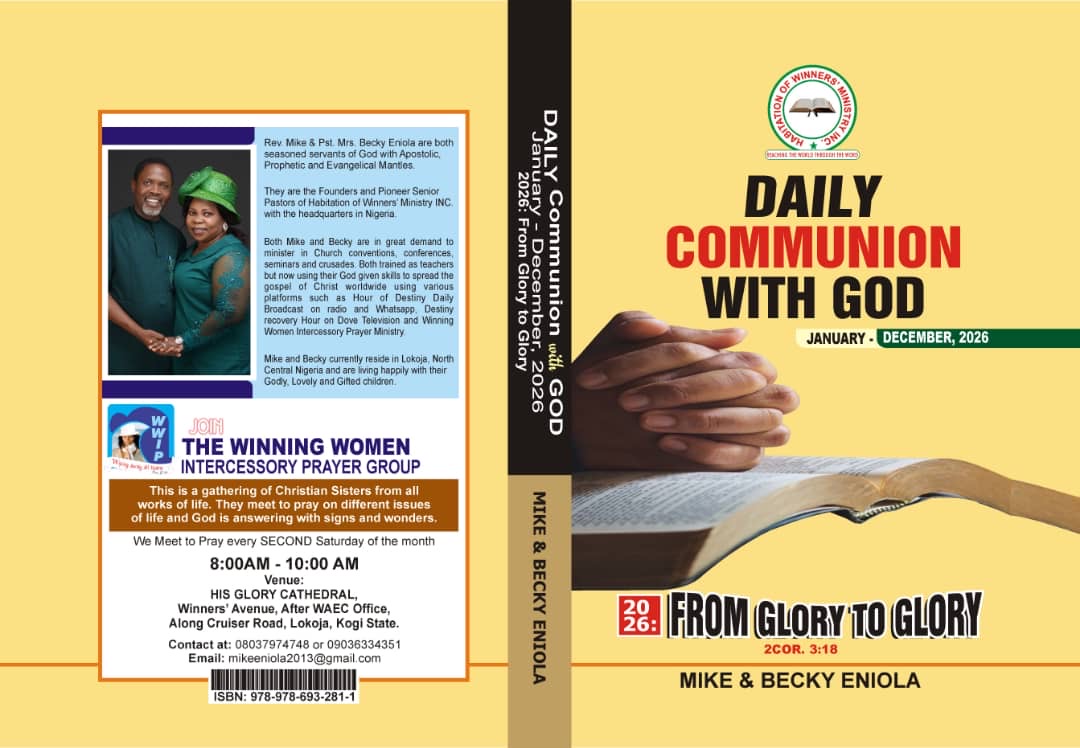 Rev. Mike & Pst. Mrs. Becky Eniola are both
seasoned servants of God with Apostolic,
Prophetic and Evangelical Mantles.
They are the Founders and Pioneer Senior
Pastors of Habitation of Winners' Ministry INC.
with the headquarters in Nigeria.
Both Mike and Becky are in great demand to
minister in Church conventions, conferences,
seminars and crusades. Both trained as teachers
but now using their God given skills to spread the
gospel of Christ worldwide using various
platforms such as Hour of Destiny Daily
Broadcast on radio and Whatsapp, Destiny
recovery Hour on Dove Television and Winning
Women Intercessory Prayer Ministry.
Mike and Becky currently reside in Lokoja, North
Central Nigeria and are living happily with their
Godly, Lovely and Gifted children.
WWIP
JOIN
THE WINNING WOMEN
INTERCESSORY PRAYER GROUP
This is a gathering of Christian Sisters from all
works of life. They meet to pray on different issues
of life and God is answering with signs and wonders.
We Meet to Pray every SECOND Saturday of the month
8:00AM - 10:00 AM
Venue:
HIS GLORY CATHEDRAL,
Winners' Avenue, After WAEC Office,
Along Cruiser Road, Lokoja, Kogi State.
Contact at: 08037974748 or 09036334351
Email: mikeeniola2013@gmail.com
ISBN: 978-978-693-281-1
DAILY Communion with GOD
January - December, 2026
2026: From Glory to Glory
MIKE & BECKY ENIOLA
HABITATION OF WINNERS' MINISTRY INC.
REACHING THE WORLD THROUGH THE WORD
DAILY
COMMUNION
WITH GOD
JANUARY - DECEMBER, 2026
2026: FROM GLORY TO GLORY
2COR. 3:18
MIKE & BECKY ENIOLA